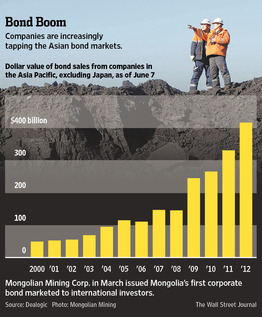 Bond Boom
Companies are increasingly
tapping the Asian bond markets.
Dollar value of bond sales from companies in
the Asia Pacific, excluding Japan, as of June 7
$400 billion
300
200
100
0
2000 '01 '02 '03 '04 '05 '06 '07 '08 '09 '10 '11 '12
Mongolian Mining Corp. in March issued Mongolia's first corporate
bond marketed to international investors.
Source: Dealogic Photo: Mongolian Mining The Wall Street Journal